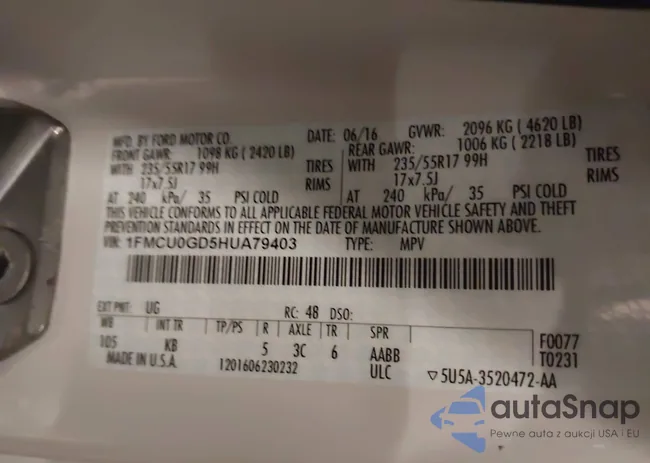 MFD. BY FORD MOTOR CO. DATE: 06/16 GVWR: 2096 KG ( 4620 LB)
FRONT GAWR: 1098 KG ( 2420 LB) REAR GAWR: 1006 KG ( 2218 LB)
WITH 235/55R17 99H TIRES WITH 235/55R17 99H TIRES
17x7.5J RIMS 17x7.5J RIMS
AT 240 kPa/ 35 PSI COLD AT 240 kPa/ 35 PSI COLD
THIS VEHICLE CONFORMS TO ALL APPLICABLE FEDERAL MOTOR VEHICLE SAFETY AND THEFT
PREVENTION STANDARDS IN EFFECT ON THE DATE OF MANUFACTURE SHOWN ABOVE.
VIN: 1FMCU0GD5HUA79403 TYPE: MPV
EXT PNT: UG RC: 48 DSO:
WB INT TR TP/PS R AXLE TR SPR F0077
105 KB 5 3C 6 AABB T0231
MADE IN U.S.A. 1201606230232 ULC ▽5U5A-3520472-AA
autaSnap
Pewne auta z aukcji USA i EU